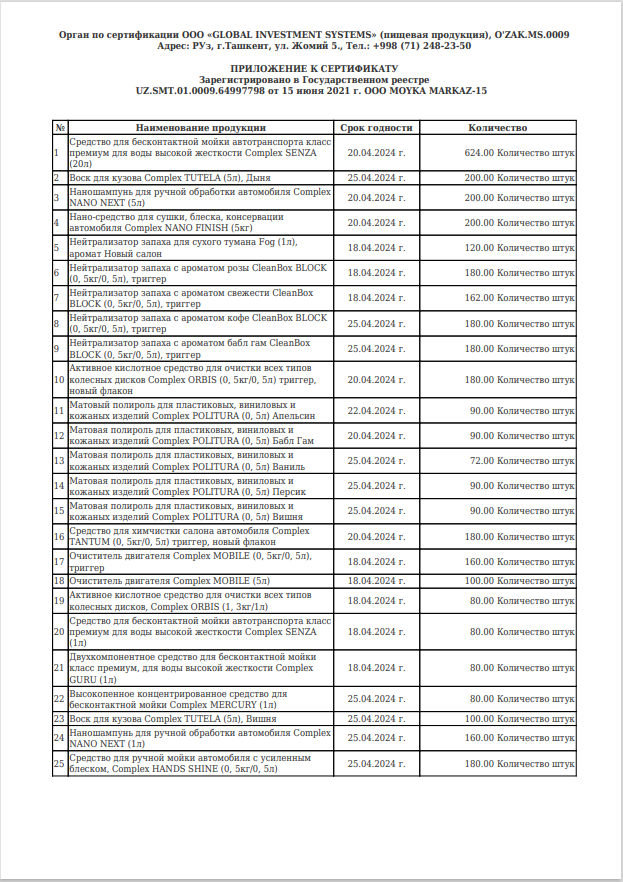 Орган по сертификации ООО «GLOBAL INVESTMENT SYSTEMS» (пищевая продукция), O'ZAK.MS.0009
Адрес: РУз, г.Ташкент, ул. Жомий 5., Тел.: +998 (71) 248-23-50
ПРИЛОЖЕНИЕ К СЕРТИФИКАТУ
Зарегистрировано в Государственном реестре
UZ.SMT.01.0009.64997798 от 15 июня 2021 г. ООО MOYKA MARKAZ-15
№ Наименование продукции Срок годности Количество
Средство для бесконтактной мойки автотранспорта класс
1 премиум для воды высокой жесткости Complex SENZA 20.04.2024 г. 624.00 Количество штук
(20л)
2 Воск для кузова Complex TUTELA (5л), Дыня 25.04.2024 г. 200.00 Количество штук
3 Наношампунь для ручной обработки автомобиля Complex 20.04.2024 г. 200.00 Количество штук
NANO NEXT (5л)
4 Нано-средство для сушки, блеска, консервации 20.04.2024 г. 200.00 Количество штук
автомобиля Complex NANO FINISH (5кг)
5 Нейтрализатор запаха для сухого тумана Fog (1л), 18.04.2024 г. 120.00 Количество штук
аромат Новый салон
6 Нейтрализатор запаха с ароматом розы CleanBox BLOCK 18.04.2024 г. 180.00 Количество штук
(0, 5кг/0, 5л), триггер
7 Нейтрализатор запаха с ароматом свежести CleanBox 18.04.2024 г. 162.00 Количество штук
BLOCK (0, 5кг/0, 5л), триггер
8 Нейтрализатор запаха с ароматом кофе CleanBox BLOCK 25.04.2024 г. 180.00 Количество штук
(0, 5кг/0, 5л), триггер
9 Нейтрализатор запаха с ароматом бабл гам CleanBox 25.04.2024 г. 180.00 Количество штук
BLOCK (0, 5кг/0, 5л), триггер
Активное кислотное средство для очистки всех типов
10 колесных дисков Complex ORBIS (0, 5кг/0, 5л) триггер, 20.04.2024 г. 180.00 Количество штук
новый флакон
11 Матовый полироль для пластиковых, виниловых и 22.04.2024 г. 90.00 Количество штук
кожаных изделий Complex POLITURA (0, 5л) Апельсин
12 Матовая полироль для пластиковых, виниловых и 20.04.2024 г. 90.00 Количество штук
кожаных изделий Complex POLITURA (0, 5л) Бабл Гам
13 Матовая полироль для пластиковых, виниловых и 25.04.2024 г. 72.00 Количество штук
кожаных изделий Complex POLITURA (0, 5л) Ваниль
14 Матовая полироль для пластиковых, виниловых и 25.04.2024 г. 90.00 Количество штук
кожаных изделий Complex POLITURA (0, 5л) Персик
15 Матовая полироль для пластиковых, виниловых и 25.04.2024 г. 90.00 Количество штук
кожаных изделий Complex POLITURA (0, 5л) Вишня
16 Средство для химчистки салона автомобиля Complex 20.04.2024 г. 180.00 Количество штук
TANTUM (0, 5кг/0, 5л) триггер, новый флакон
17 Очиститель двигателя Complex MOBILE (0, 5кг/0, 5л), 18.04.2024 г. 160.00 Количество штук
триггер
18 Очиститель двигателя Complex MOBILE (5л) 18.04.2024 г. 100.00 Количество штук
19 Активное кислотное средство для очистки всех типов 18.04.2024 г. 80.00 Количество штук
колесных дисков, Complex ORBIS (1, 3кг/1л)
Средство для бесконтактной мойки автотранспорта класс
20 премиум для воды высокой жесткости Complex SENZA 18.04.2024 г. 80.00 Количество штук
(1л)
Двухкомпонентное средство для бесконтактной мойки
21 класс премиум, для воды высокой жесткости Complex 18.04.2024 г. 80.00 Количество штук
GURU (1л)
22 Высокопенное концентрированное средство для 25.04.2024 г. 80.00 Количество штук
бесконтактной мойки Complex MERCURY (1л)
23 Воск для кузова Complex TUTELA (5л), Вишня 25.04.2024 г. 100.00 Количество штук
24 Наношампунь для ручной обработки автомобиля Complex 25.04.2024 г. 160.00 Количество штук
NANO NEXT (1л)
25 Средство для ручной мойки автомобиля с усиленным 25.04.2024 г. 180.00 Количество штук
блеском, Complex HANDS SHINE (0, 5кг/0, 5л)